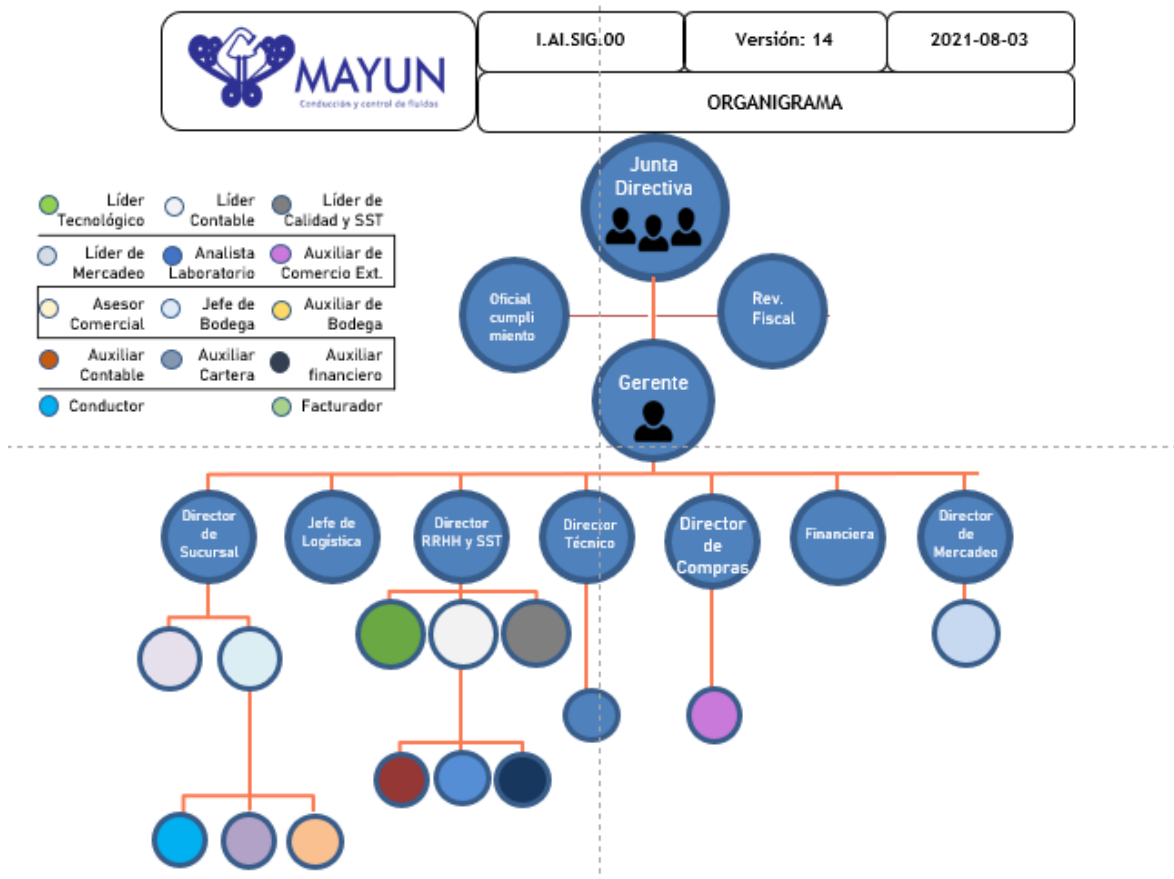 MAYUN
Conducción y control de fluidos
I.AI.SIG.00
Versión: 14
2021-08-03
ORGANIGRAMA
Junta
Directiva
Líder
Tecnológico
Líder
Contable
Líder de
Calidad y SST
Líder de
Mercadeo
Analista
Laboratorio
Auxiliar de
Comercio Ext.
Asesor
Comercial
Jefe de
Bodega
Auxiliar de
Bodega
Auxiliar
Contable
Auxiliar
Cartera
Auxiliar
financiero
Conductor
Facturador
Oficial
cumpli
miento
Rev.
Fiscal
Gerente
Director
de
Sucursal
Jefe de
Logística
Director
RRHH y SST
Director
Técnico
Director
de
Compras
Financiera
Director
de
Mercadeo